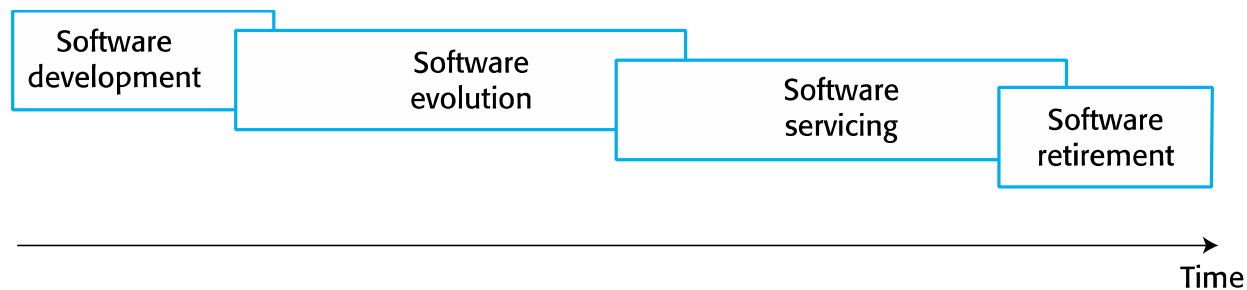 Software
development
Software
evolution
Software
servicing
Software
retirement
Time